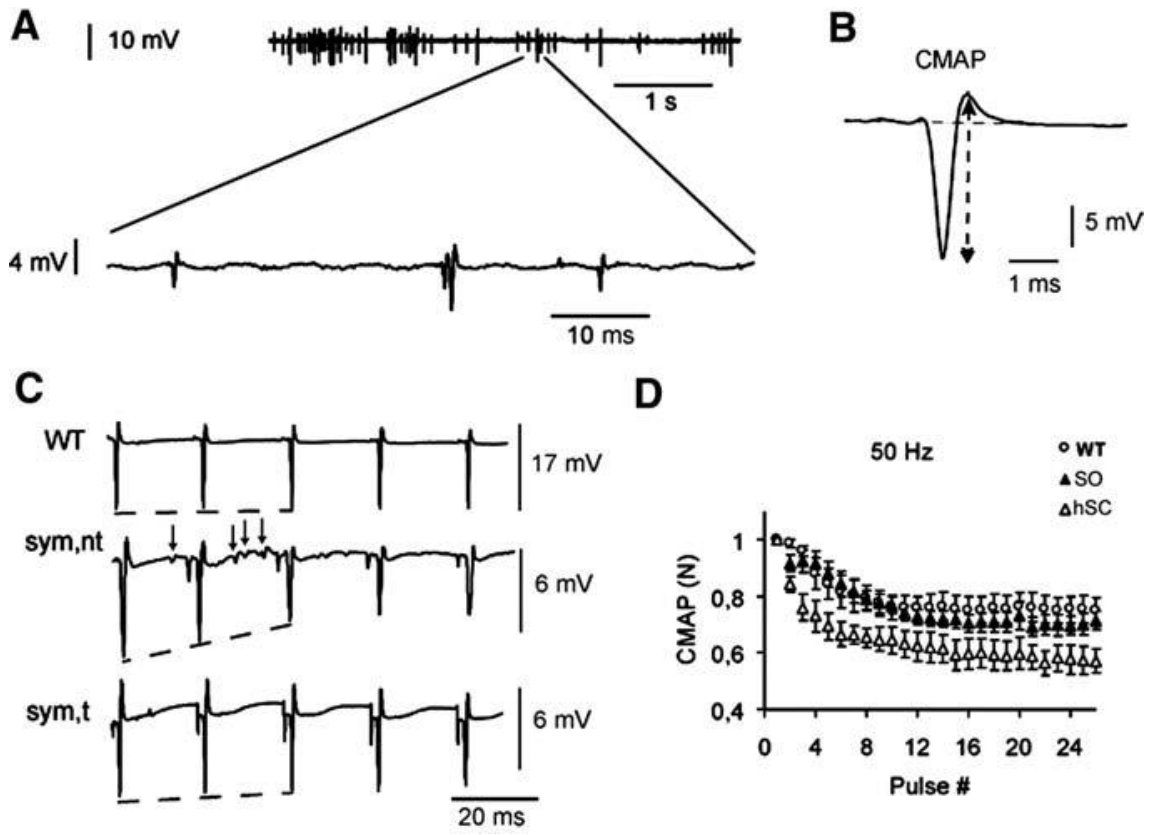 A
10 mV
1 s
4 mV
10 ms
B
CMAP
5 mV
1 ms
C
WT
17 mV
sym,nt
6 mV
sym,t
6 mV
20 ms
D
50 Hz
WT
SO
hSC
CMAP (N)
1
0.8
0,6
0,4
0 4 8 12 16 20 24
Pulse #